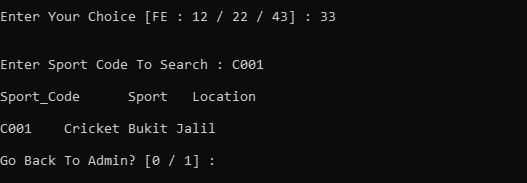 Enter Your Choice [FE : 12 / 22 / 43] : 33
Enter Sport Code To Search : C001
Sport_Code      Sport   Location
C001    Cricket Bukit Jalil
Go Back To Admin? [0 / 1] :